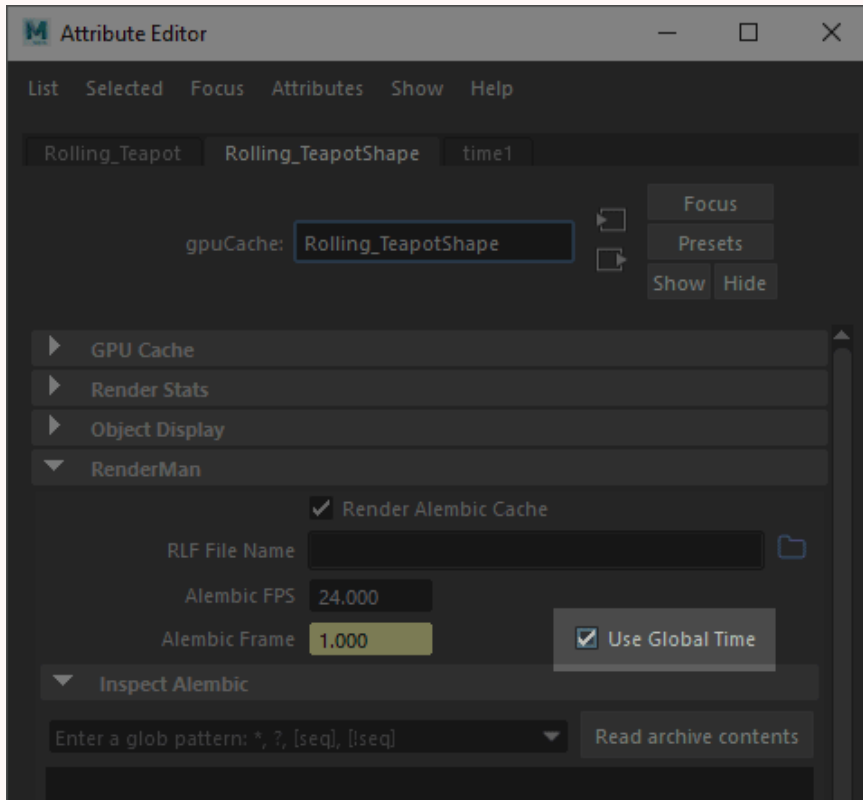 Attribute Editor
List Selected Focus Attributes Show Help
Rolling_Teapot Rolling_TeapotShape time1
Focus
gpuCache: Rolling_TeapotShape Presets
Show Hide
GPU Cache
Render Stats
Object Display
RenderMan
Render Alembic Cache
RLF File Name
Alembic FPS 24.000
Alembic Frame 1.000 Use Global Time
Inspect Alembic
Enter a glob pattern: *, ?, [seq], [!seq] Read archive contents